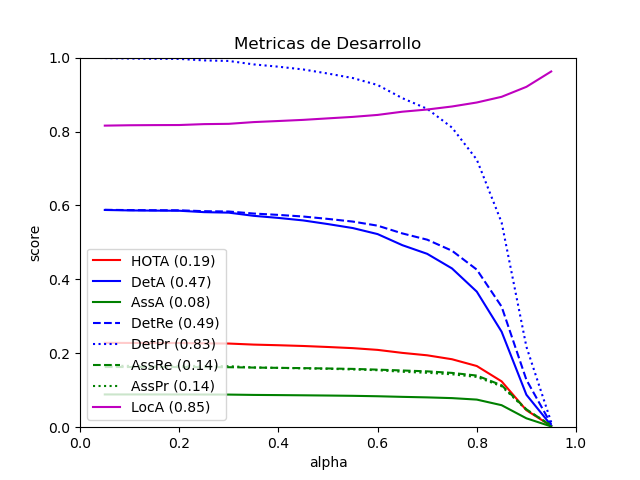 Metricas de Desarrollo
1.0
0.8
0.6
0.4
0.2
0.0
score
HOTA (0.19)
DetA (0.47)
AssA (0.08)
DetRe (0.49)
DetPr (0.83)
AssRe (0.14)
AssPr (0.14)
LocA (0.85)
0.0 0.2 0.4 0.6 0.8 1.0
alpha